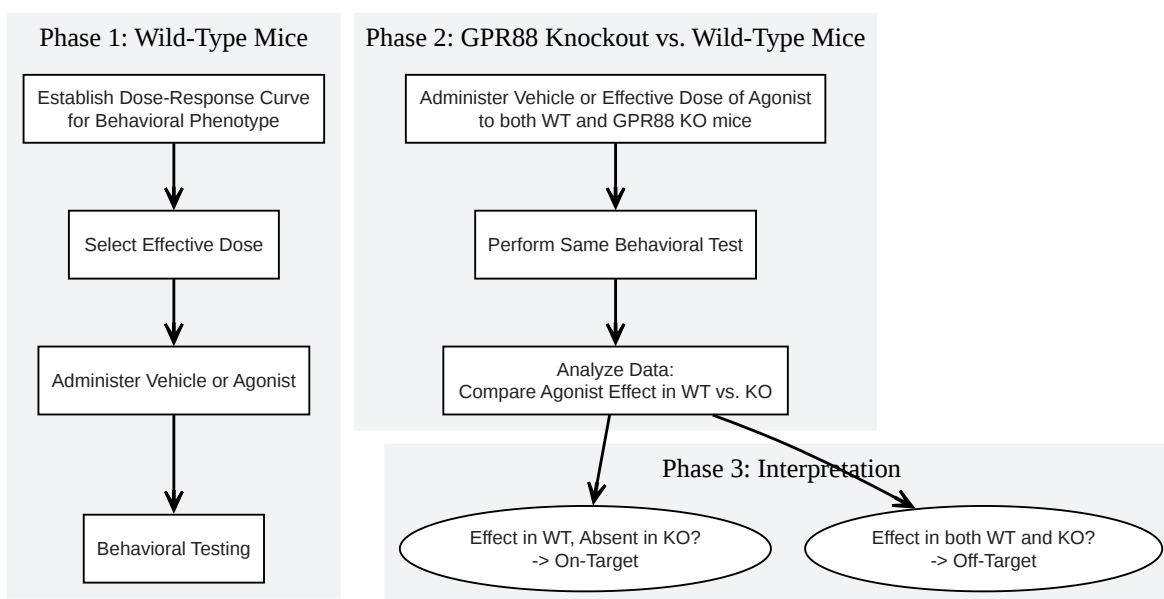 Phase 1: Wild-Type Mice
Establish Dose-Response Curve
for Behavioral Phenotype
Select Effective Dose
Administer Vehicle or Agonist
Behavioral Testing
Phase 2: GPR88 Knockout vs. Wild-Type Mice
Administer Vehicle or Effective Dose of Agonist
to both WT and GPR88 KO mice
Perform Same Behavioral Test
Analyze Data:
Compare Agonist Effect in WT vs. KO
Phase 3: Interpretation
Effect in WT, Absent in KO?
-> On-Target
Effect in both WT and KO?
-> Off-Target